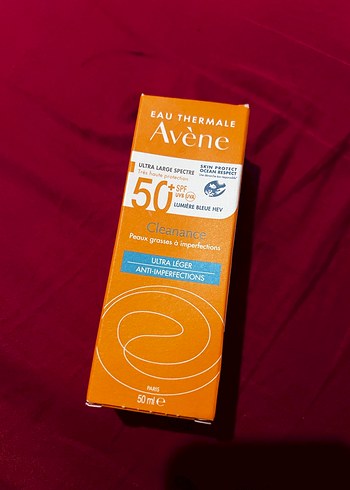 EAU THERMALE
Avène
ULTRA LARGE SPECTRE
Très haute protection
SKIN PROTECT
OCEAN RESPECT
50+ SPF
UVB UVA
LUMIÈRE BLEUE HEV
Cleanance
Peaux grasses à imperfections
ULTRA LÉGER
ANTI-IMPERFECTIONS
PARIS
50 ml e